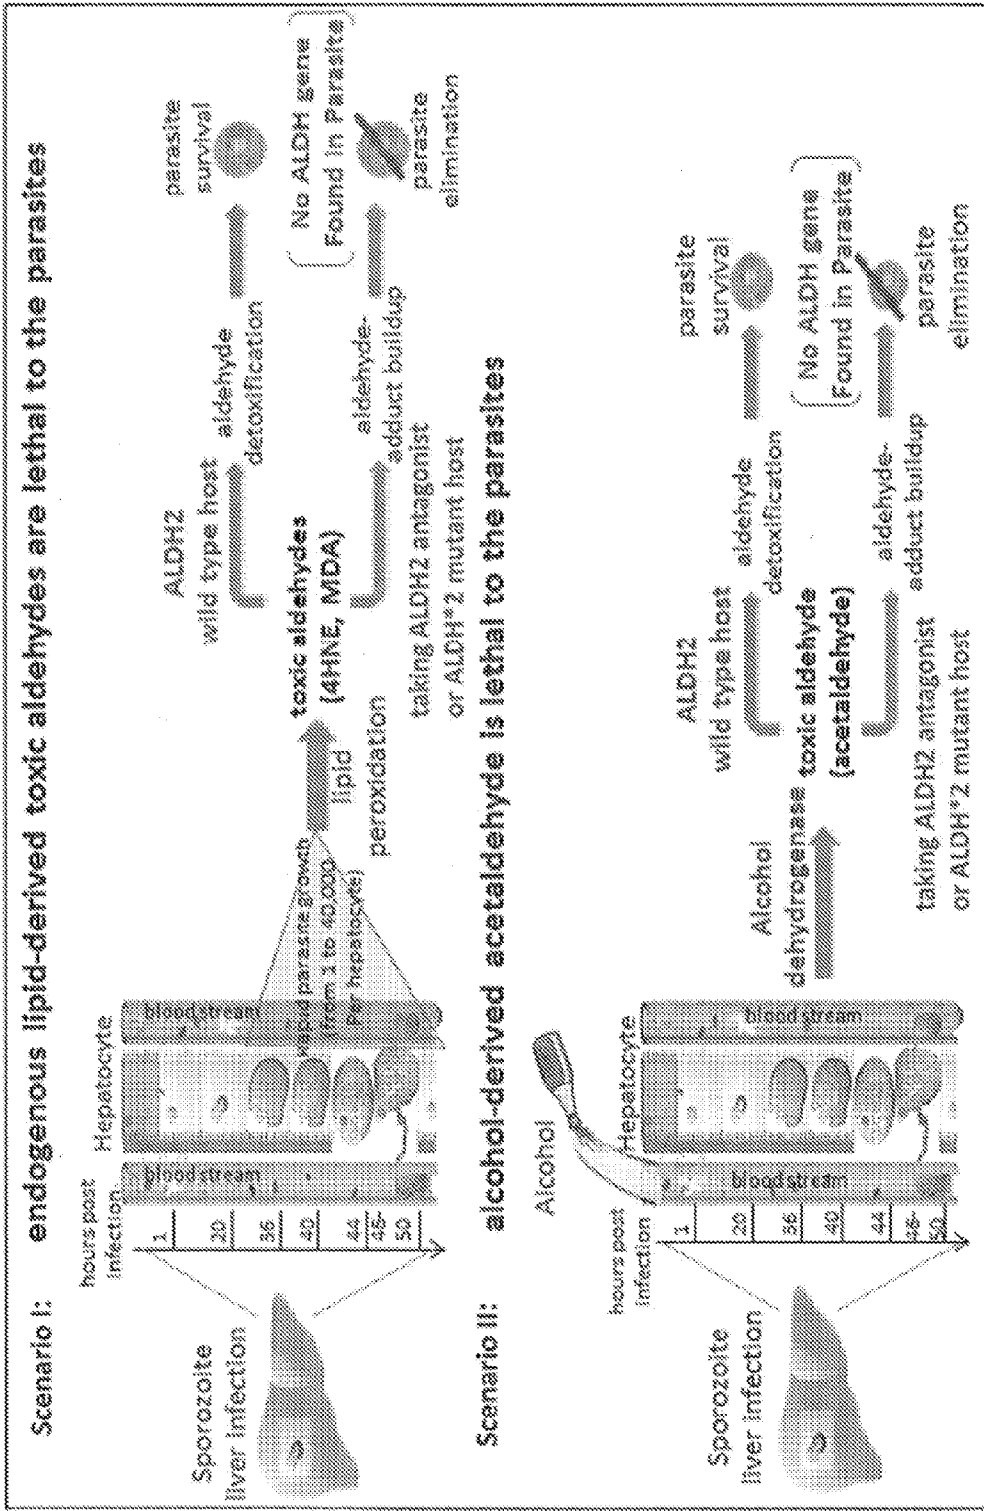 Scenario I: endogenous lipid-derived toxic aldehydes are lethal to the parasites
Sporozoite
liver infection
hours post
infection
1
20
36
40
44
46-
50
Hepatocyte
blood stream
blood stream
Rapid parasite growth
(from 1 to 40,000
Per hepatocyte)
lipid
peroxidation
toxic aldehydes
(4HNE, MDA)
ALDH2
wild type host
aldehyde
detoxification
parasite
survival
taking ALDH2 antagonist
or ALDH*2 mutant host
aldehyde-
adduct buildup
No ALDH gene
Found in Parasite
parasite
elimination
Scenario II: alcohol-derived acetaldehyde is lethal to the parasites
Sporozoite
liver infection
hours post
infection
1
20
36
40
44
46-
50
Alcohol
Hepatocyte
blood stream
blood stream
Alcohol
dehydrogenase
toxic aldehyde
(acetaldehyde)
ALDH2
wild type host
aldehyde
detoxification
parasite
survival
taking ALDH2 antagonist
or ALDH*2 mutant host
aldehyde-
adduct buildup
No ALDH gene
Found in Parasite
parasite
elimination